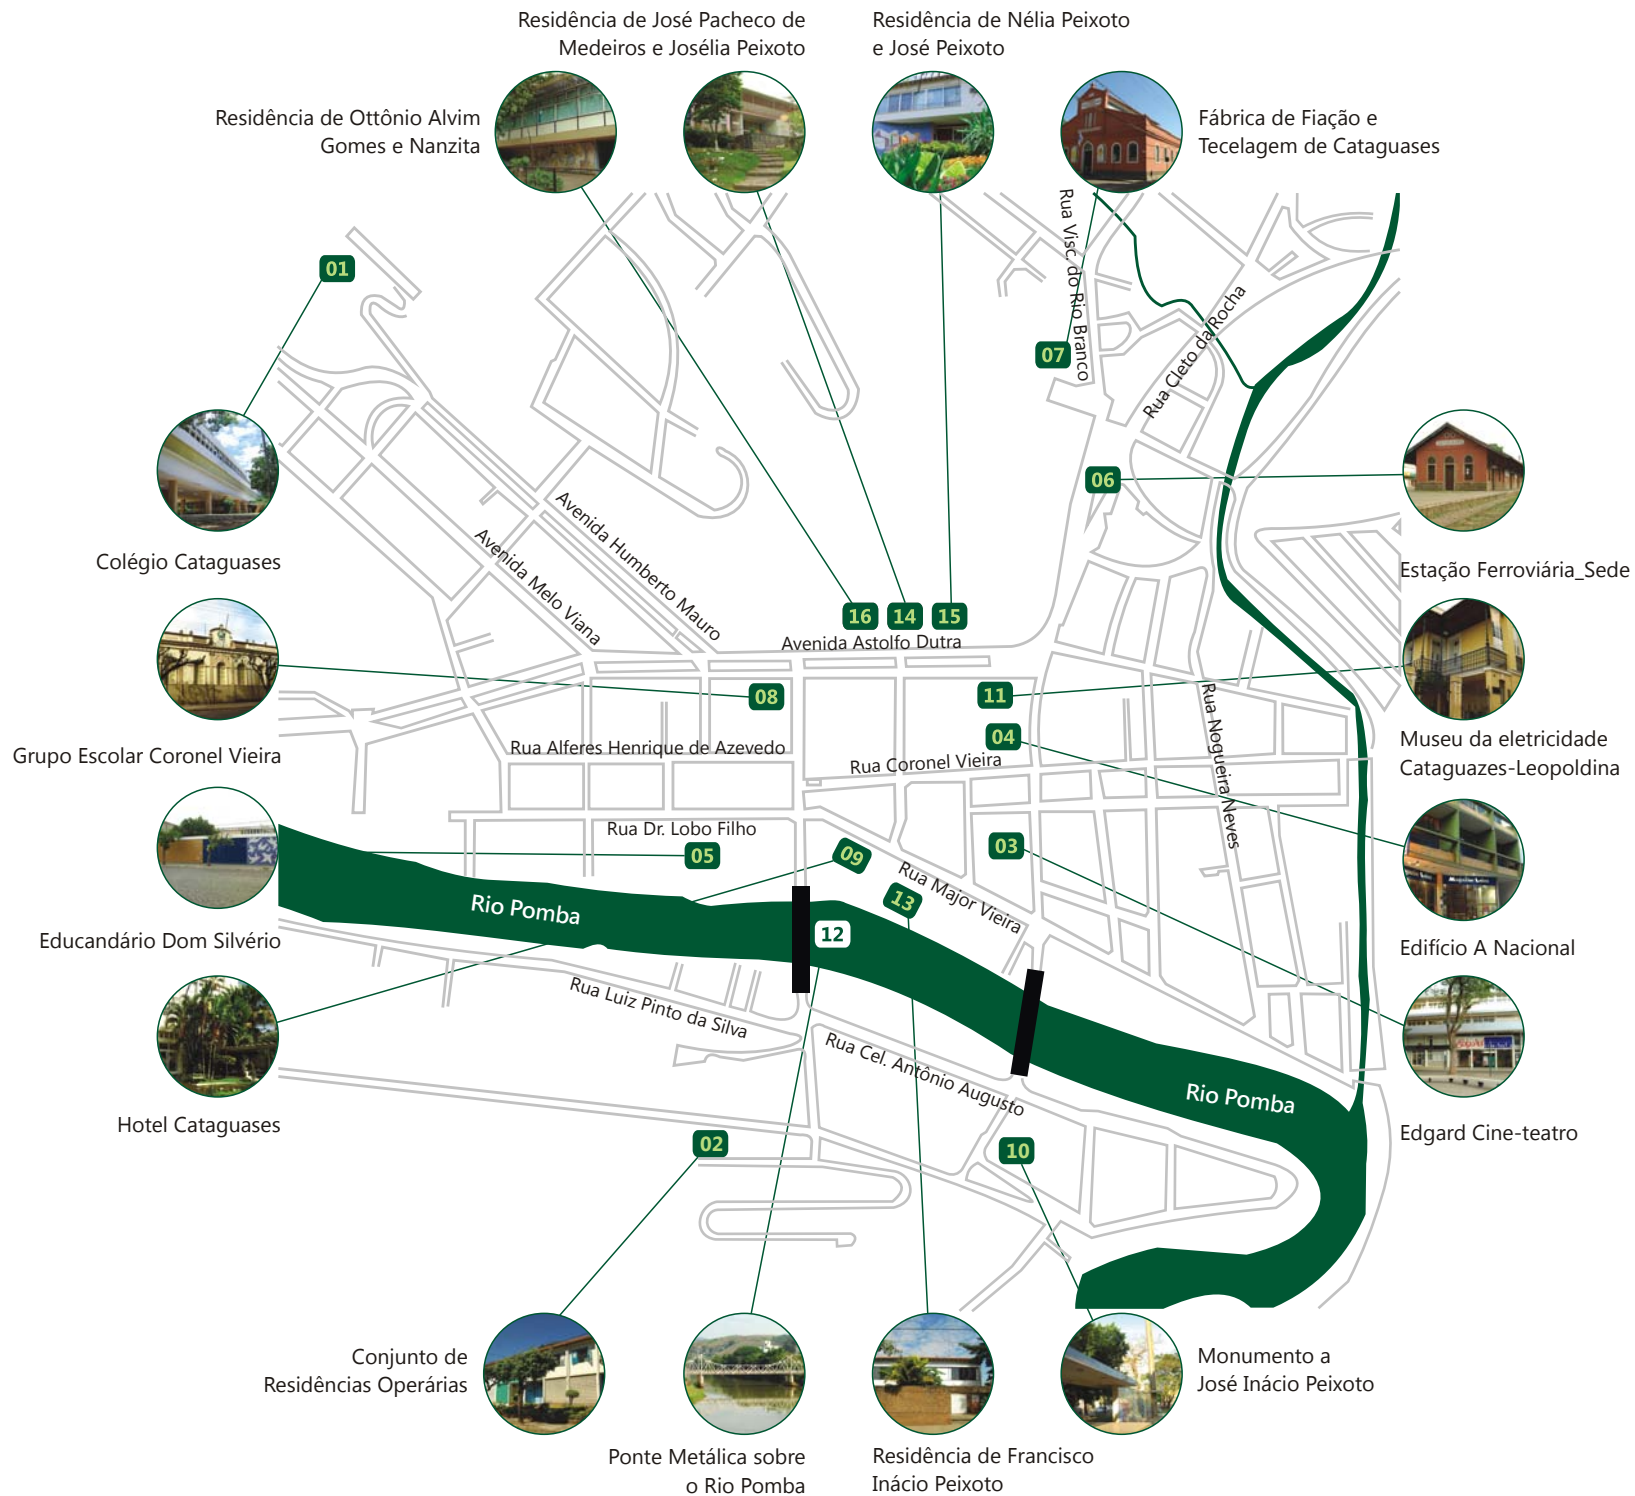 Residência de José Pacheco de
Medeiros e Josélia Peixoto
Residência de Nélia Peixoto
e José Peixoto
Residência de Ottônio Alvim
Gomes e Nanzita
Fábrica de Fiação e
Tecelagem de Cataguases
Rua Visc. do Rio Branco
01
Rua Cleto da Rocha
07
06
Colégio Cataguases
Estação Ferroviária_Sede
Avenida Humberto Mauro
Avenida Melo Viana
16
14
15
Avenida Astolfo Dutra
08
11
04
Rua Nogueira Neves
Grupo Escolar Coronel Vieira
Rua Alferes Henrique de Azevedo
Rua Coronel Vieira
Museu da eletricidade
Cataguazes-Leopoldina
Rua Dr. Lobo Filho
05
09
03
13
Rua Major Vieira
Rio Pomba
12
Educandário Dom Silvério
Edifício A Nacional
Rua Luiz Pinto da Silva
Rua Cel. Antônio Augusto
Rio Pomba
Hotel Cataguases
Edgard Cine-teatro
02
10
Conjunto de
Residências Operárias
Monumento a
José Inácio Peixoto
Ponte Metálica sobre
o Rio Pomba
Residência de Francisco
Inácio Peixoto